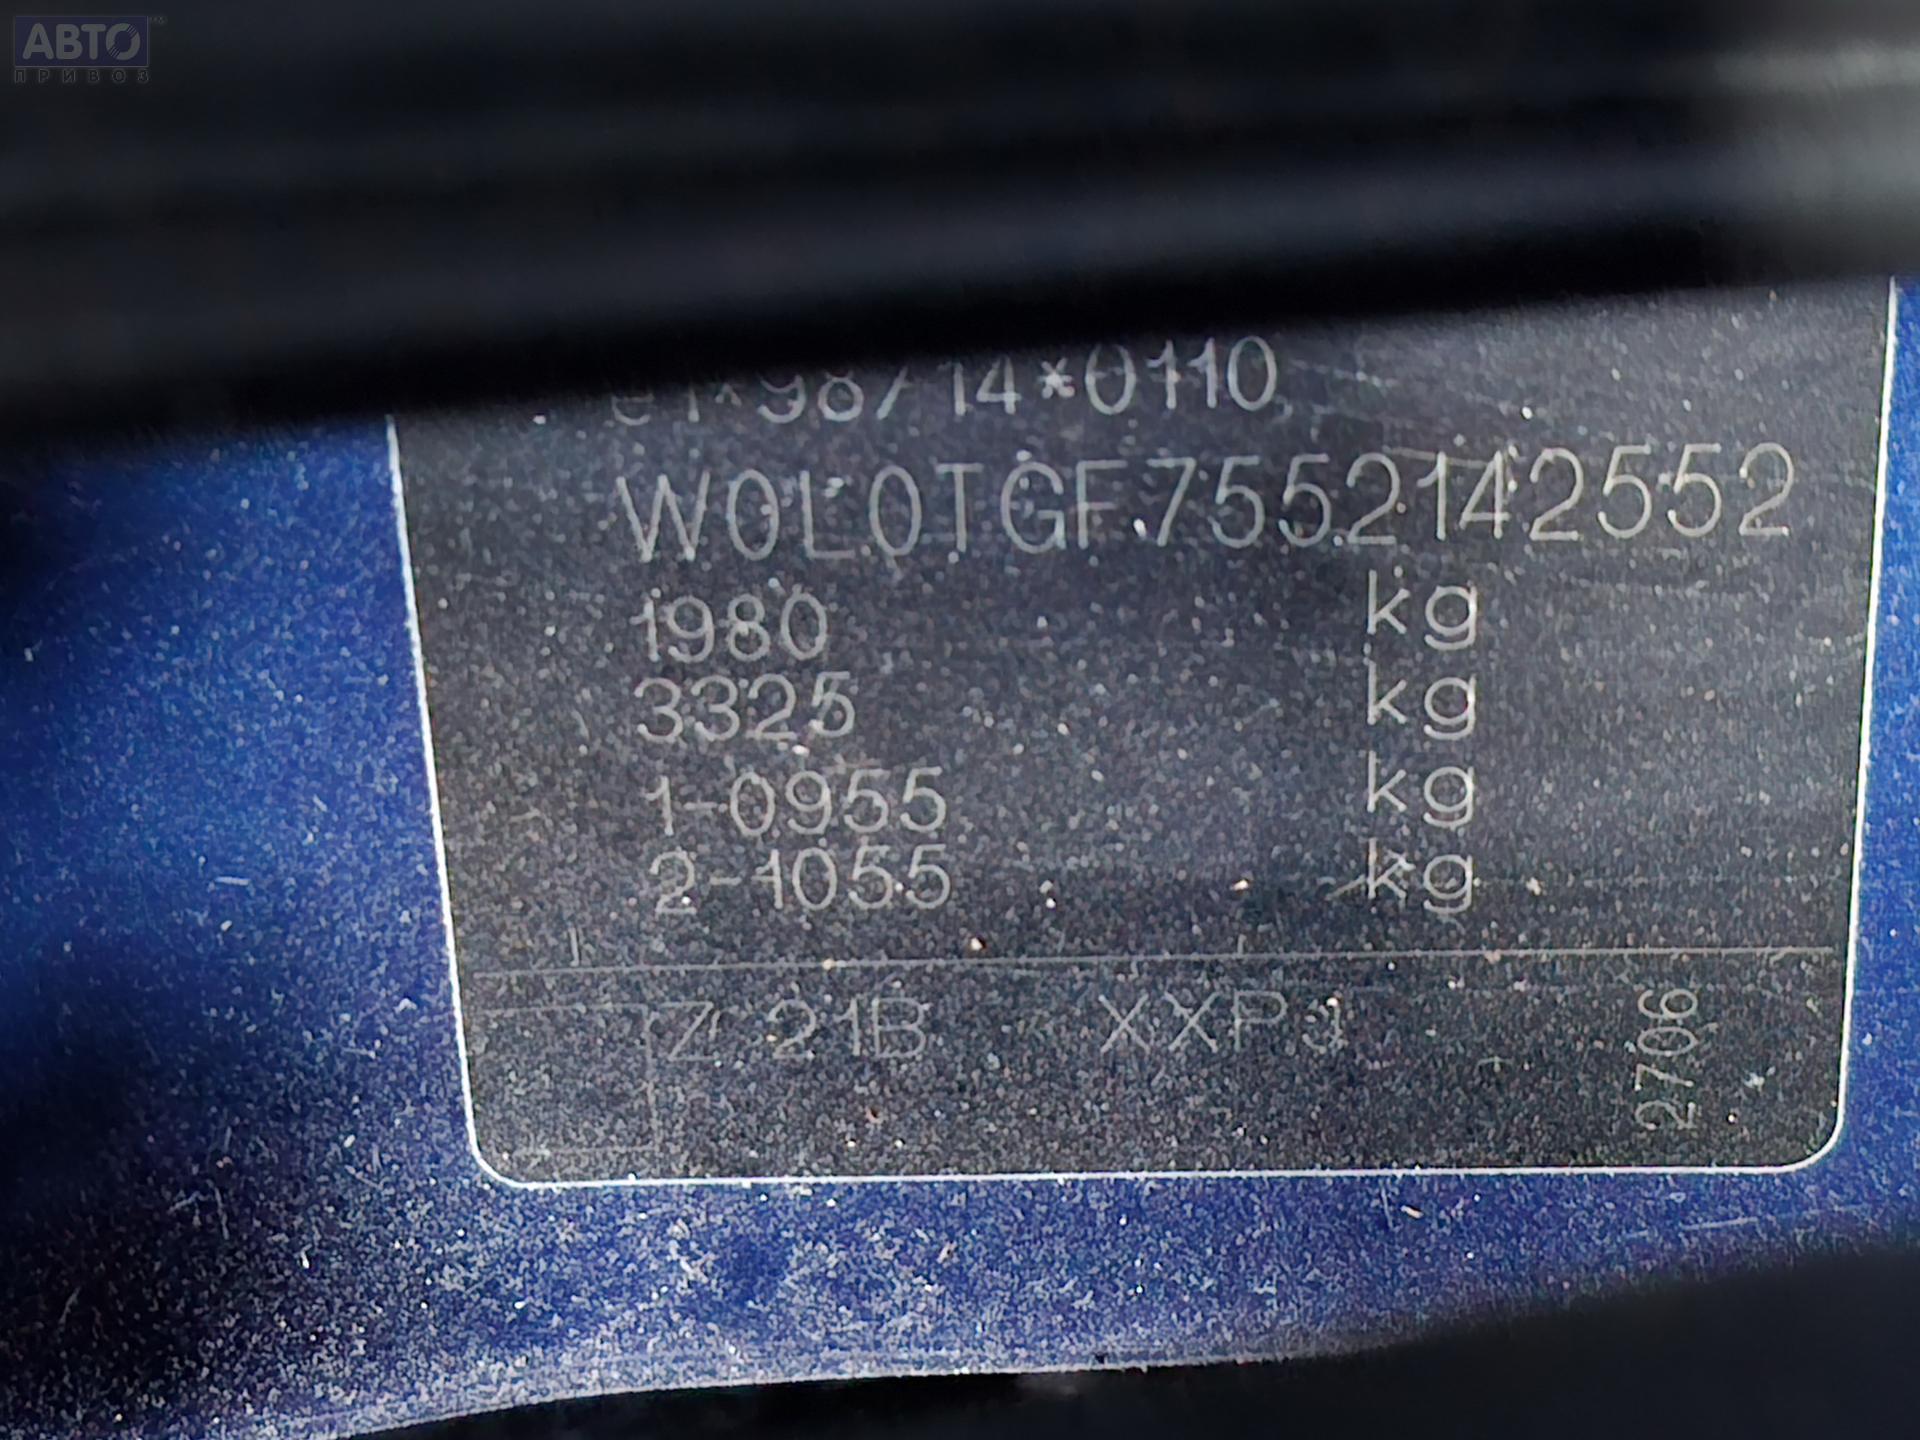 АВТО™
ПРИВОЗ
e1*98/14*0110
W0L0TGF7552142552
1980 kg
3325 kg
1-0955 kg
2-1055 kg
Z 21B XXP J
2706